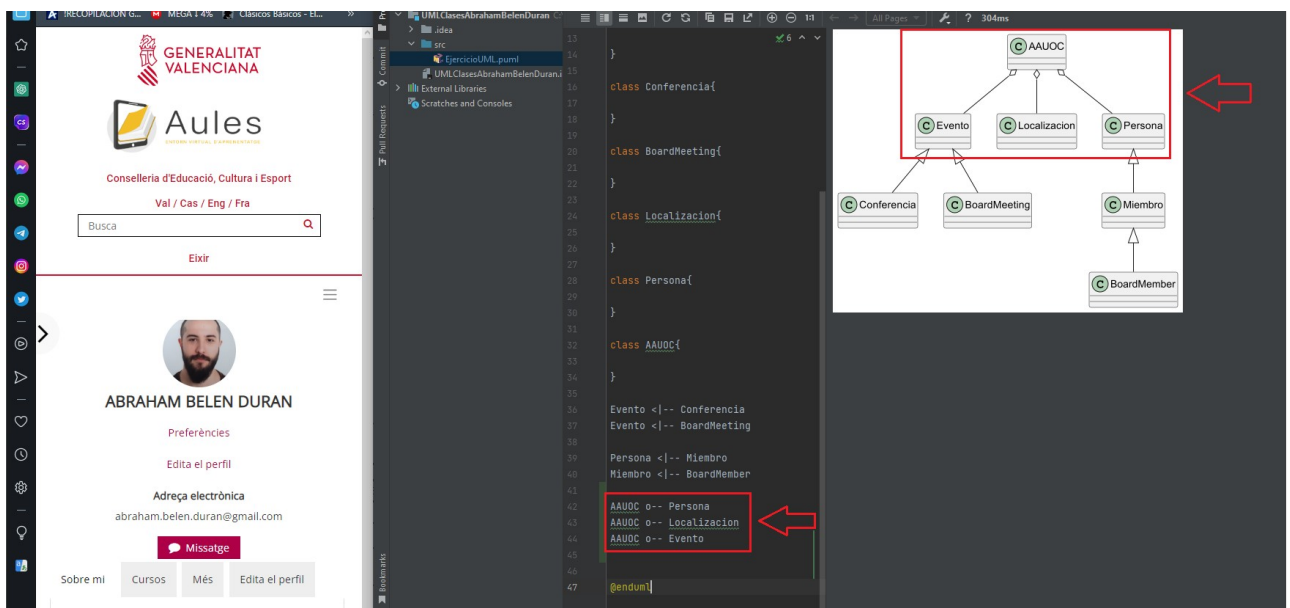 !RECOPILACIÓN G...
MEGA I 4%
Clásicos Básicos - El...
»
GENERALITAT
VALENCIANA
Aules
Conselleria d'Educació, Cultura i Esport
Val / Cas / Eng / Fra
Busca
Eixir
ABRAHAM BELEN DURAN
Preferències
Edita el perfil
Adreça electrònica
abraham.belen.duran@gmail.com
Missatge
Sobre mi
Cursos
Més
Edita el perfil
Commit
Pull Requests
Bookmarks
UMLClasesAbrahamBelenDuran
.idea
src
EjercicioUML.puml
UMLClasesAbrahamBelenDuran.i
External Libraries
Scratches and Consoles
1:1
All Pages
?
304ms
6
13
14 }
15
16 class Conferencia{
17
18 }
19
20 class BoardMeeting{
21
22 }
23
24 class Localizacion{
25
26 }
27
28 class Persona{
29
30 }
31
32 class AAUOC{
33
34 }
35
36 Evento <|-- Conferencia
37 Evento <|-- BoardMeeting
38
39 Persona <|-- Miembro
40 Miembro <|-- BoardMember
41
42 AAUOC o-- Persona
43 AAUOC o-- Localizacion
44 AAUOC o-- Evento
45
46
47 @enduml
C AAUOC
C Evento
C Localizacion
C Persona
C Conferencia
C BoardMeeting
C Miembro
C BoardMember